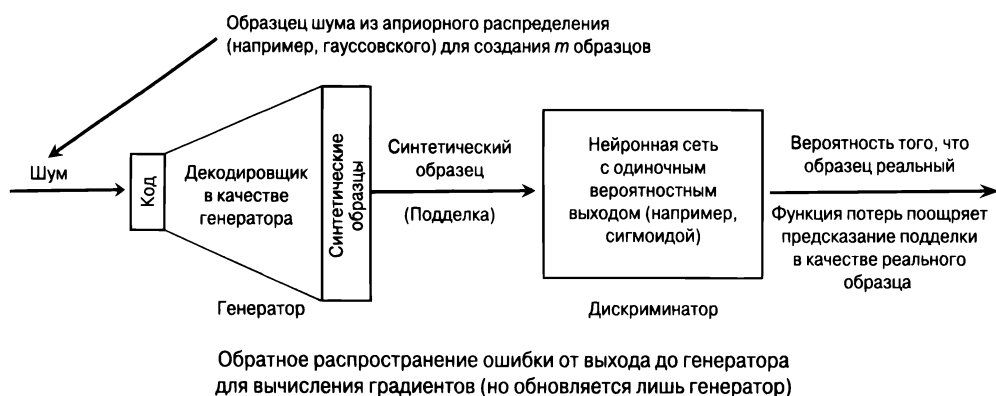 Образец шума из априорного распределения
(например, гауссовского) для создания m образцов
Шум
Код
Декодировщик
в качестве
генератора
Синтетические
образцы
Генератор
Синтетический
образец
(Подделка)
Нейронная сеть
с одиночным
вероятностным
выходом (например,
сигмоидой)
Дискриминатор
Вероятность того, что
образец реальный
Функция потерь поощряет
предсказание подделки
в качестве реального
образца
Обратное распространение ошибки от выхода до генератора
для вычисления градиентов (но обновляется лишь генератор)